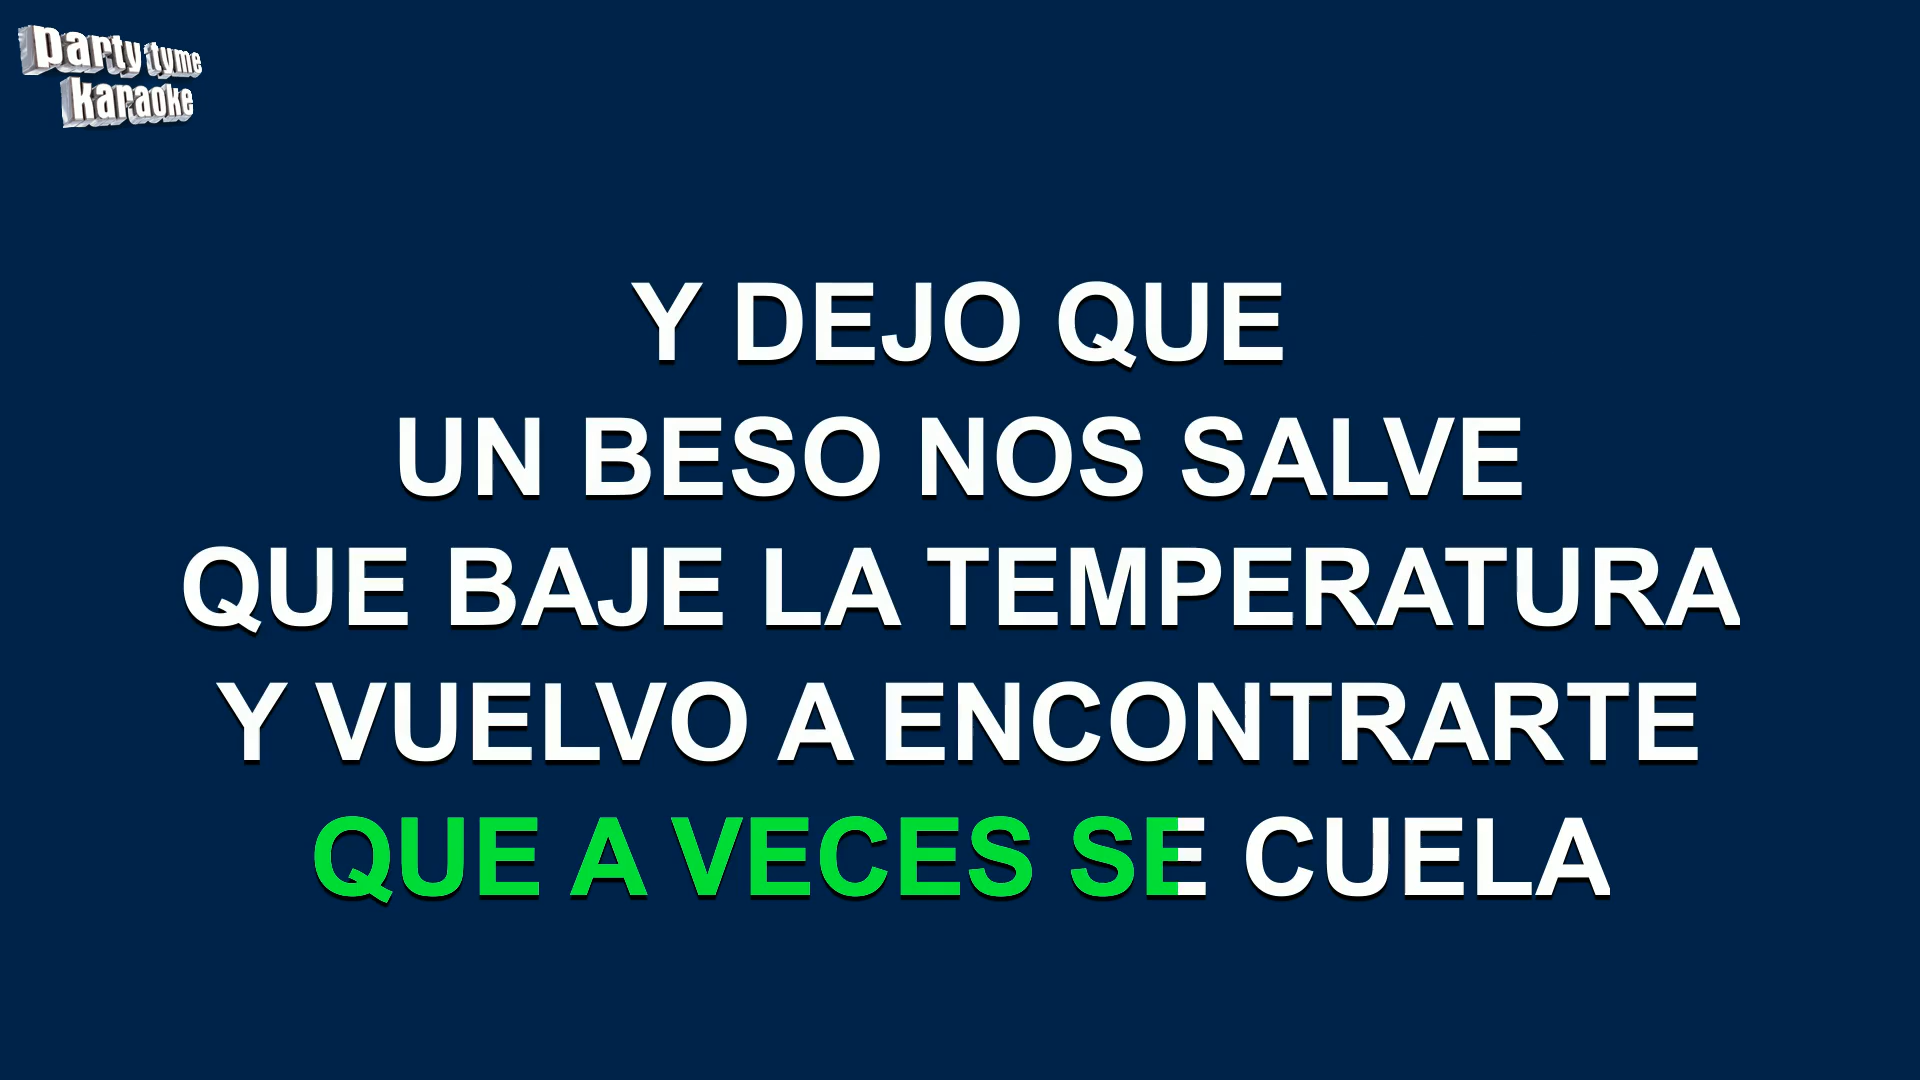 party tyme
karaoke
Y DEJO QUE
UN BESO NOS SALVE
QUE BAJE LA TEMPERATURA
Y VUELVO A ENCONTRARTE
QUE A VECES SE CUELA